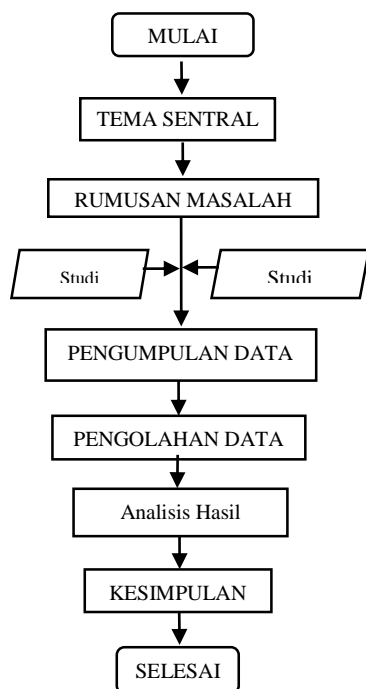 MULAI
TEMA SENTRAL
RUMUSAN MASALAH
Studi
Studi
PENGUMPULAN DATA
PENGOLAHAN DATA
Analisis Hasil
KESIMPULAN
SELESAI